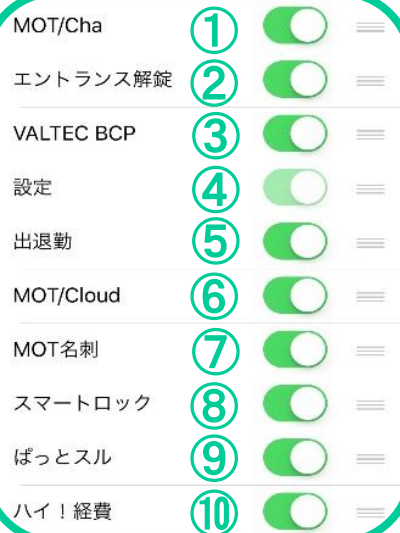 MOT/Cha ①
エントランス解錠 ②
VALTEC BCP ③
設定 ④
出退勤 ⑤
MOT/Cloud ⑥
MOT名刺 ⑦
スマートロック ⑧
ぱっとスル ⑨
ハイ！経費 ⑩